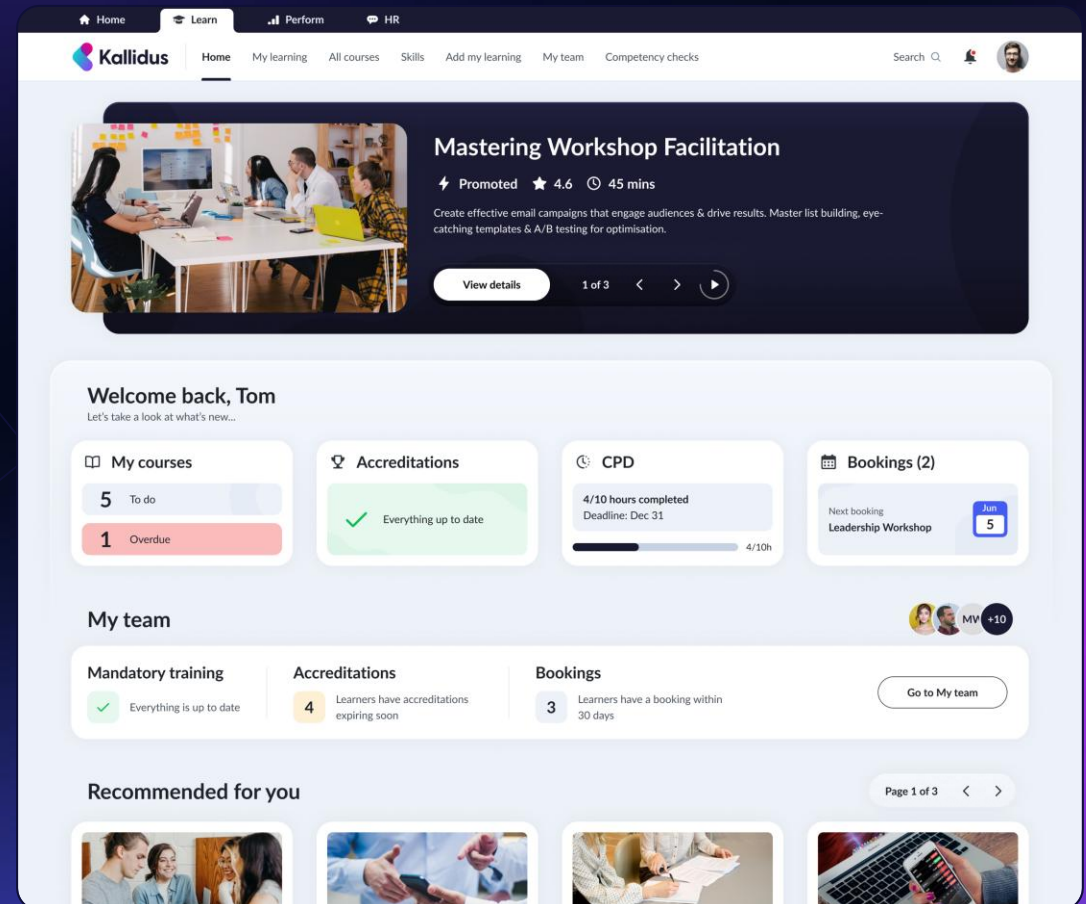 Home Learn Perform HR
Kallidus Home My learning All courses Skills Add my learning My team Competency checks Search
Mastering Workshop Facilitation
Promoted 4.6 45 mins
Create effective email campaigns that engage audiences & drive results. Master list building, eye-
catching templates & A/B testing for optimisation.
View details 1 of 3
Welcome back, Tom
Let's take a look at what's new...
My courses
5 To do
1 Overdue
Accreditations
Everything up to date
CPD
4/10 hours completed
Deadline: Dec 31
4/10h
Bookings (2)
Next booking
Leadership Workshop
Jun
5
My team
MW +10
Mandatory training
Everything is up to date
Accreditations
4
Learners have accreditations
expiring soon
Bookings
3
Learners have a booking within
30 days
Go to My team
Recommended for you
Page 1 of 3